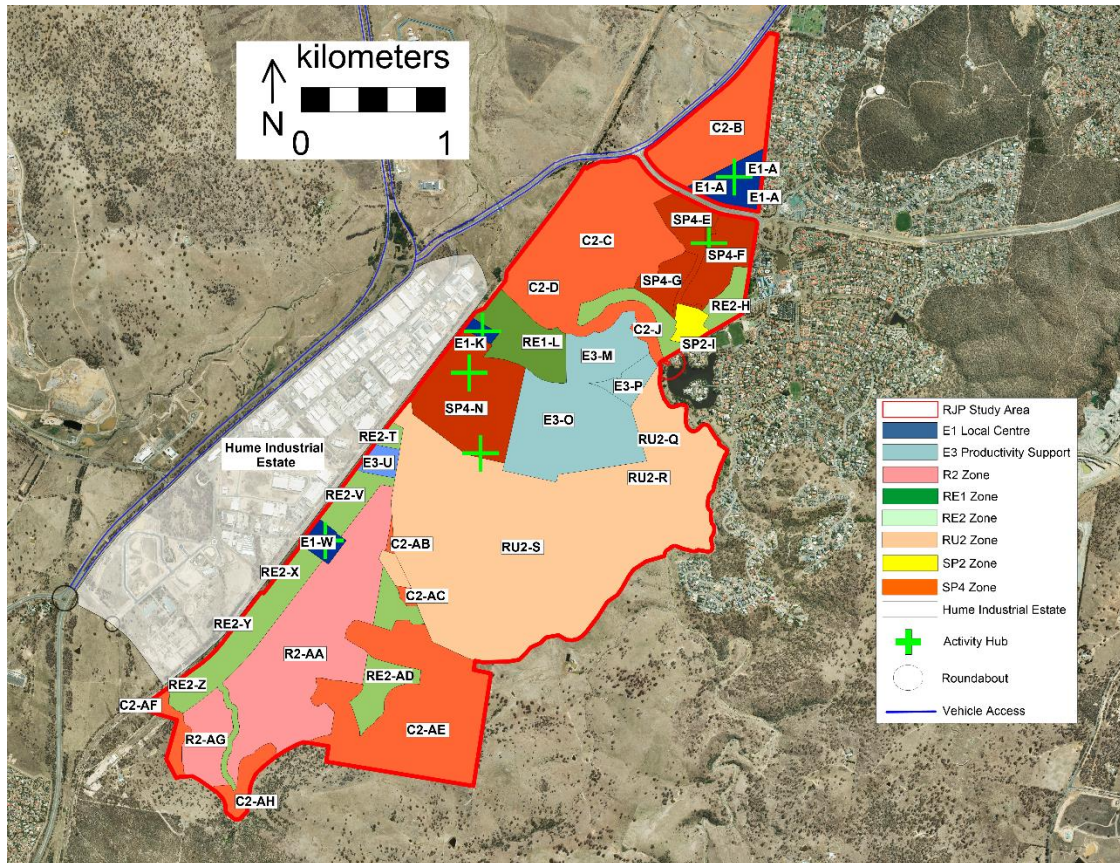 kilometers
N
0 1
C2-B
E1-A
E1-A
E1-A
SP4-E
C2-C
SP4-F
SP4-G
C2-D
RE2-H
C2-J
E1-K
RE1-L
SP2-I
E3-M
E3-P
SP4-N
E3-O
RE2-T
RU2-Q
Hume Industrial
Estate
E3-U
RU2-R
RE2-V
E1-W
C2-AB
RU2-S
RE2-X
C2-AC
RE2-Y
R2-AA
RE2-AD
RE2-Z
C2-AF
C2-AE
R2-AG
C2-AH
RJP Study Area
E1 Local Centre
E3 Productivity Support
R2 Zone
RE1 Zone
RE2 Zone
RU2 Zone
SP2 Zone
SP4 Zone
Hume Industrial Estate
Activity Hub
Roundabout
Vehicle Access